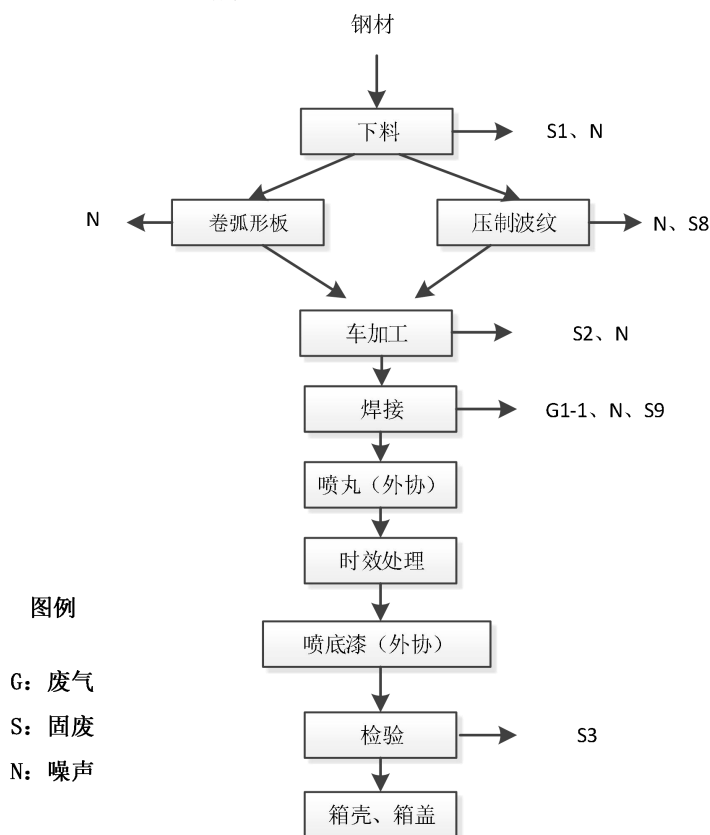 钢材
下料
S1、N
N
卷弧形板
压制波纹
N、S8
车加工
S2、N
焊接
G1-1、N、S9
喷丸（外协）
时效处理
图例
喷底漆（外协）
G：废气
S：固废
检验
S3
N：噪声
箱壳、箱盖